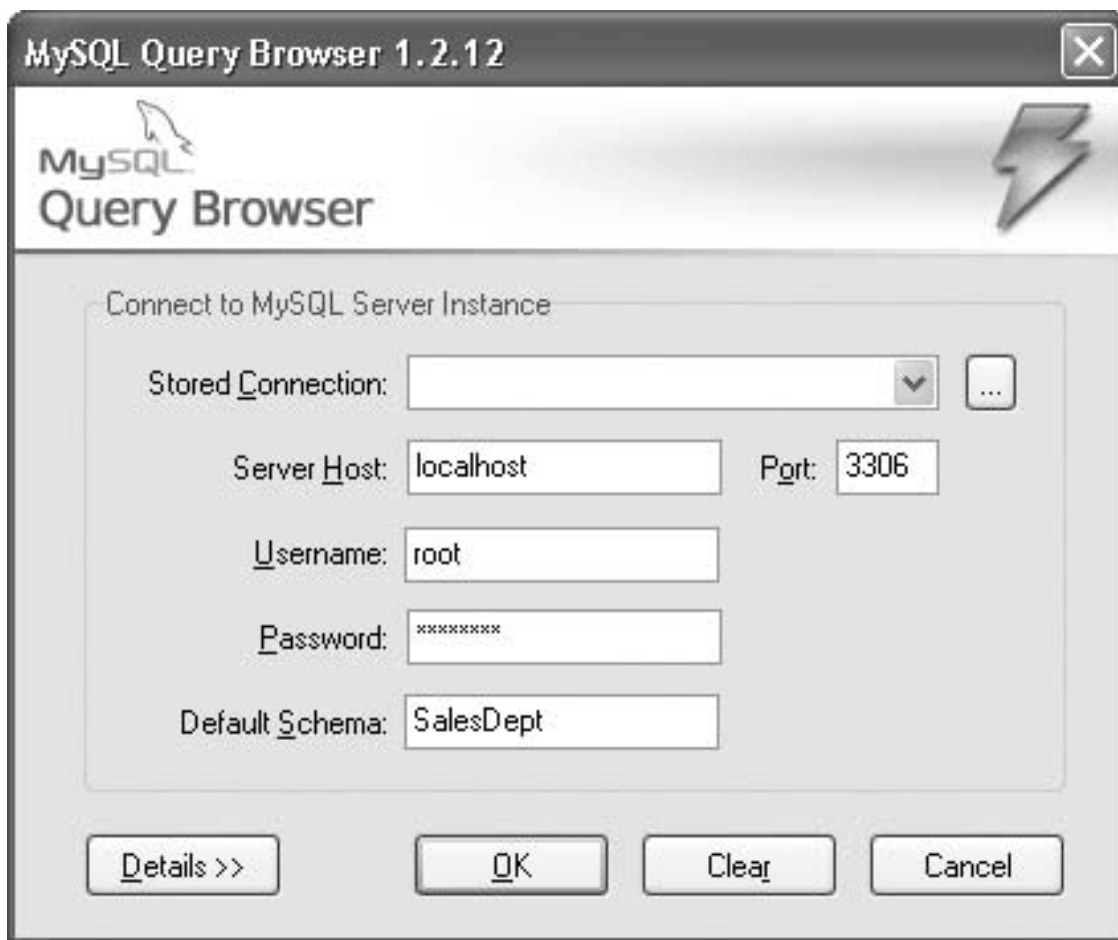 MySQL Query Browser 1.2.12
MySQL
Query Browser
Connect to MySQL Server Instance
Stored Connection:
...
Server Host: localhost Port: 3306
Username: root
Password: ********
Default Schema: SalesDept
Details >> OK Clear Cancel